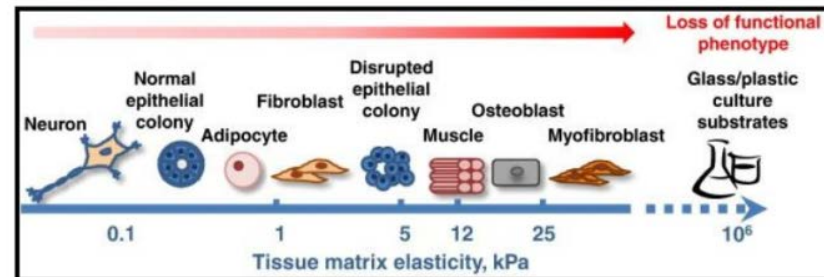 Loss of functional
phenotype
Normal
epithelial
colony
Disrupted
epithelial
colony
Glass/plastic
culture
substrates
Neuron
Adipocyte
Fibroblast
Muscle
Osteoblast
Myofibroblast
0.1 1 5 12 25 10⁶
Tissue matrix elasticity, kPa